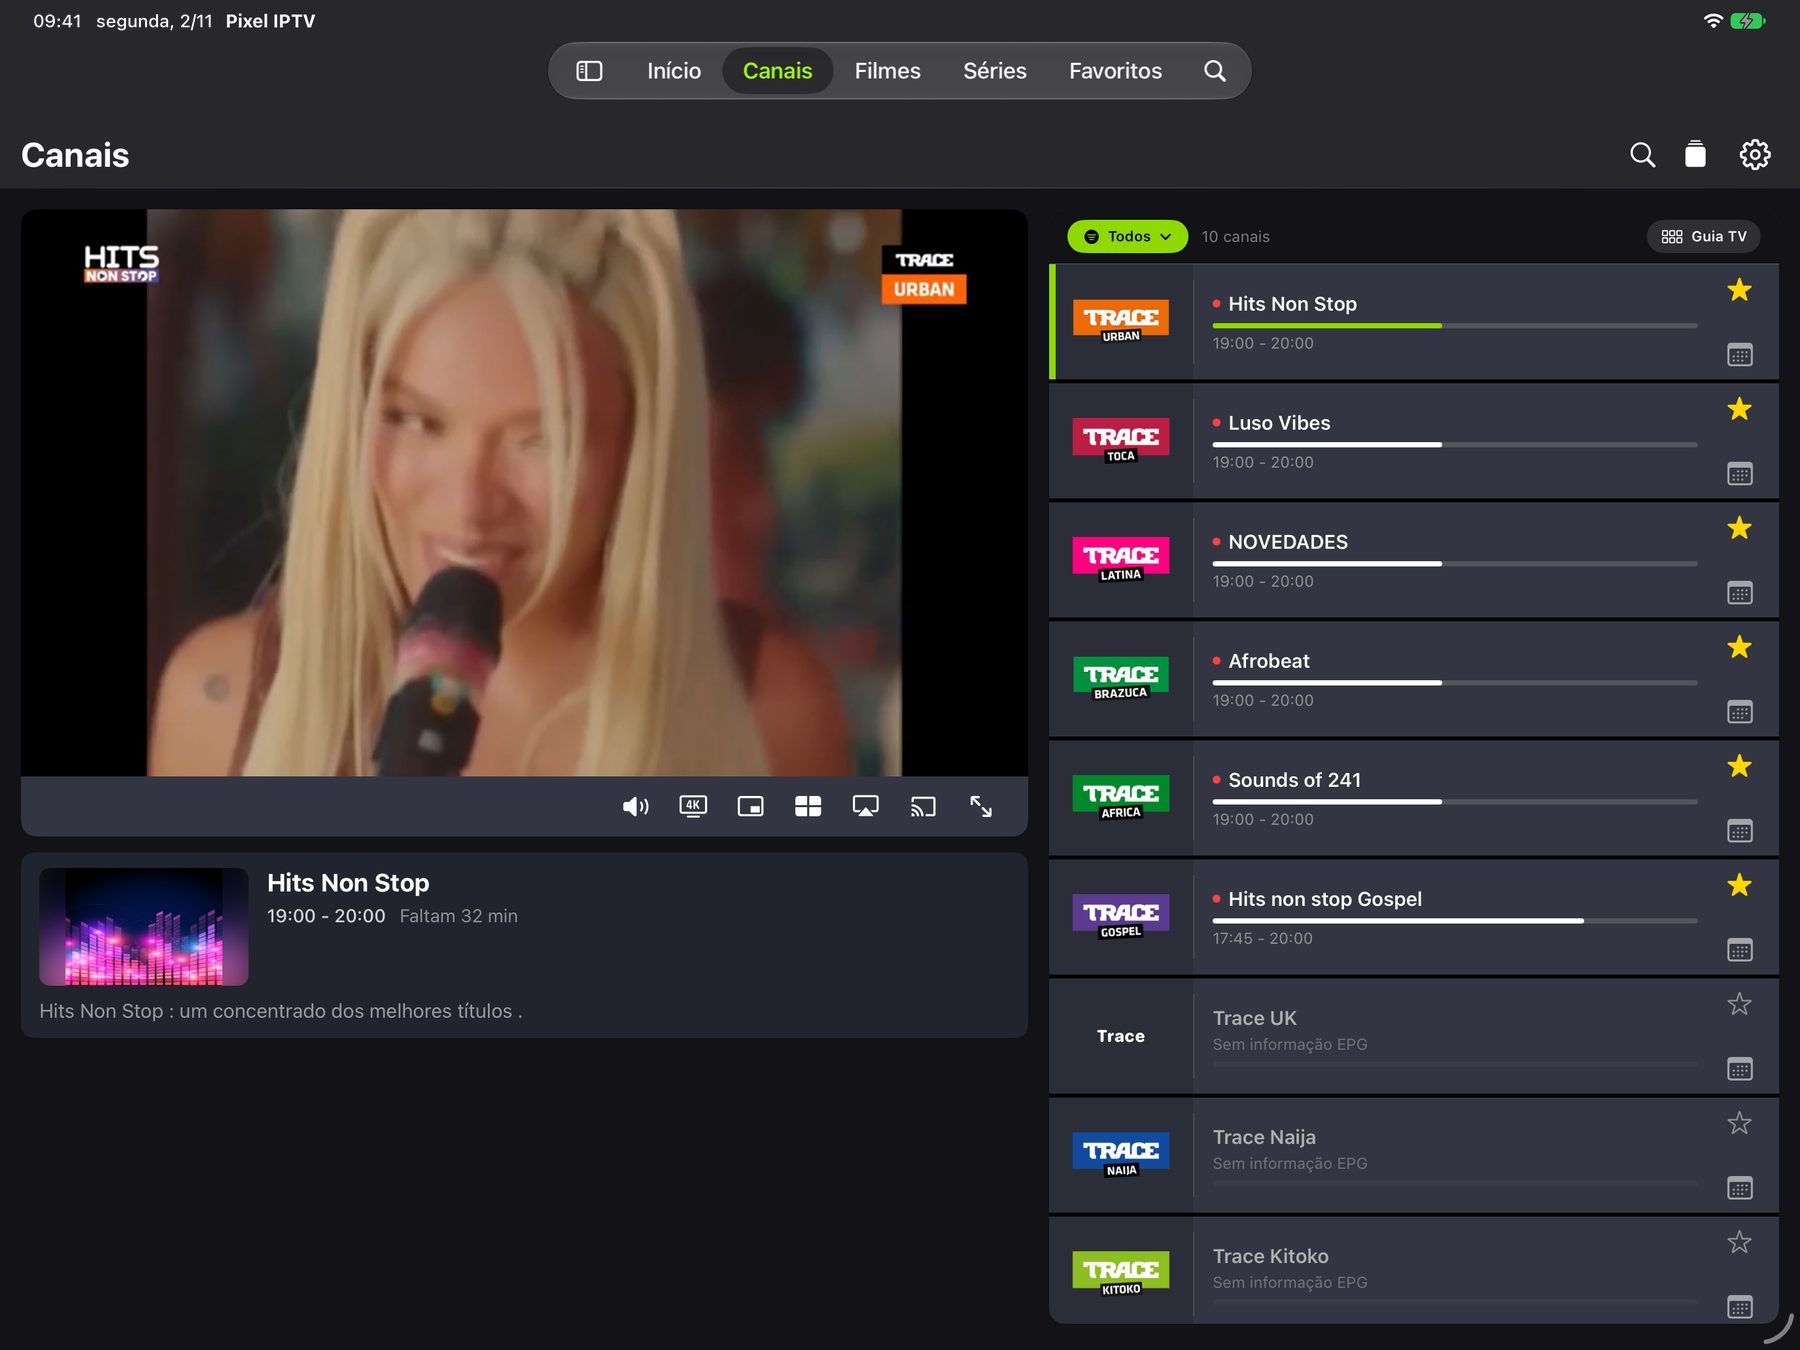 09:41 segunda, 2/11 Pixel IPTV
Início Canais Filmes Séries Favoritos
Canais
HITS
NON STOP
TRACE
URBAN
4K
Hits Non Stop
19:00 - 20:00 Faltam 32 min
Hits Non Stop : um concentrado dos melhores títulos .
Todos 10 canais Guia TV
TRACE
URBAN
Hits Non Stop
19:00 - 20:00
TRACE
TOCA
Luso Vibes
19:00 - 20:00
TRACE
LATINA
NOVEDADES
19:00 - 20:00
TRACE
BRAZUCA
Afrobeat
19:00 - 20:00
TRACE
AFRICA
Sounds of 241
19:00 - 20:00
TRACE
GOSPEL
Hits non stop Gospel
17:45 - 20:00
Trace
Trace UK
Sem informação EPG
TRACE
NAIJA
Trace Naija
Sem informação EPG
TRACE
KITOKO
Trace Kitoko
Sem informação EPG